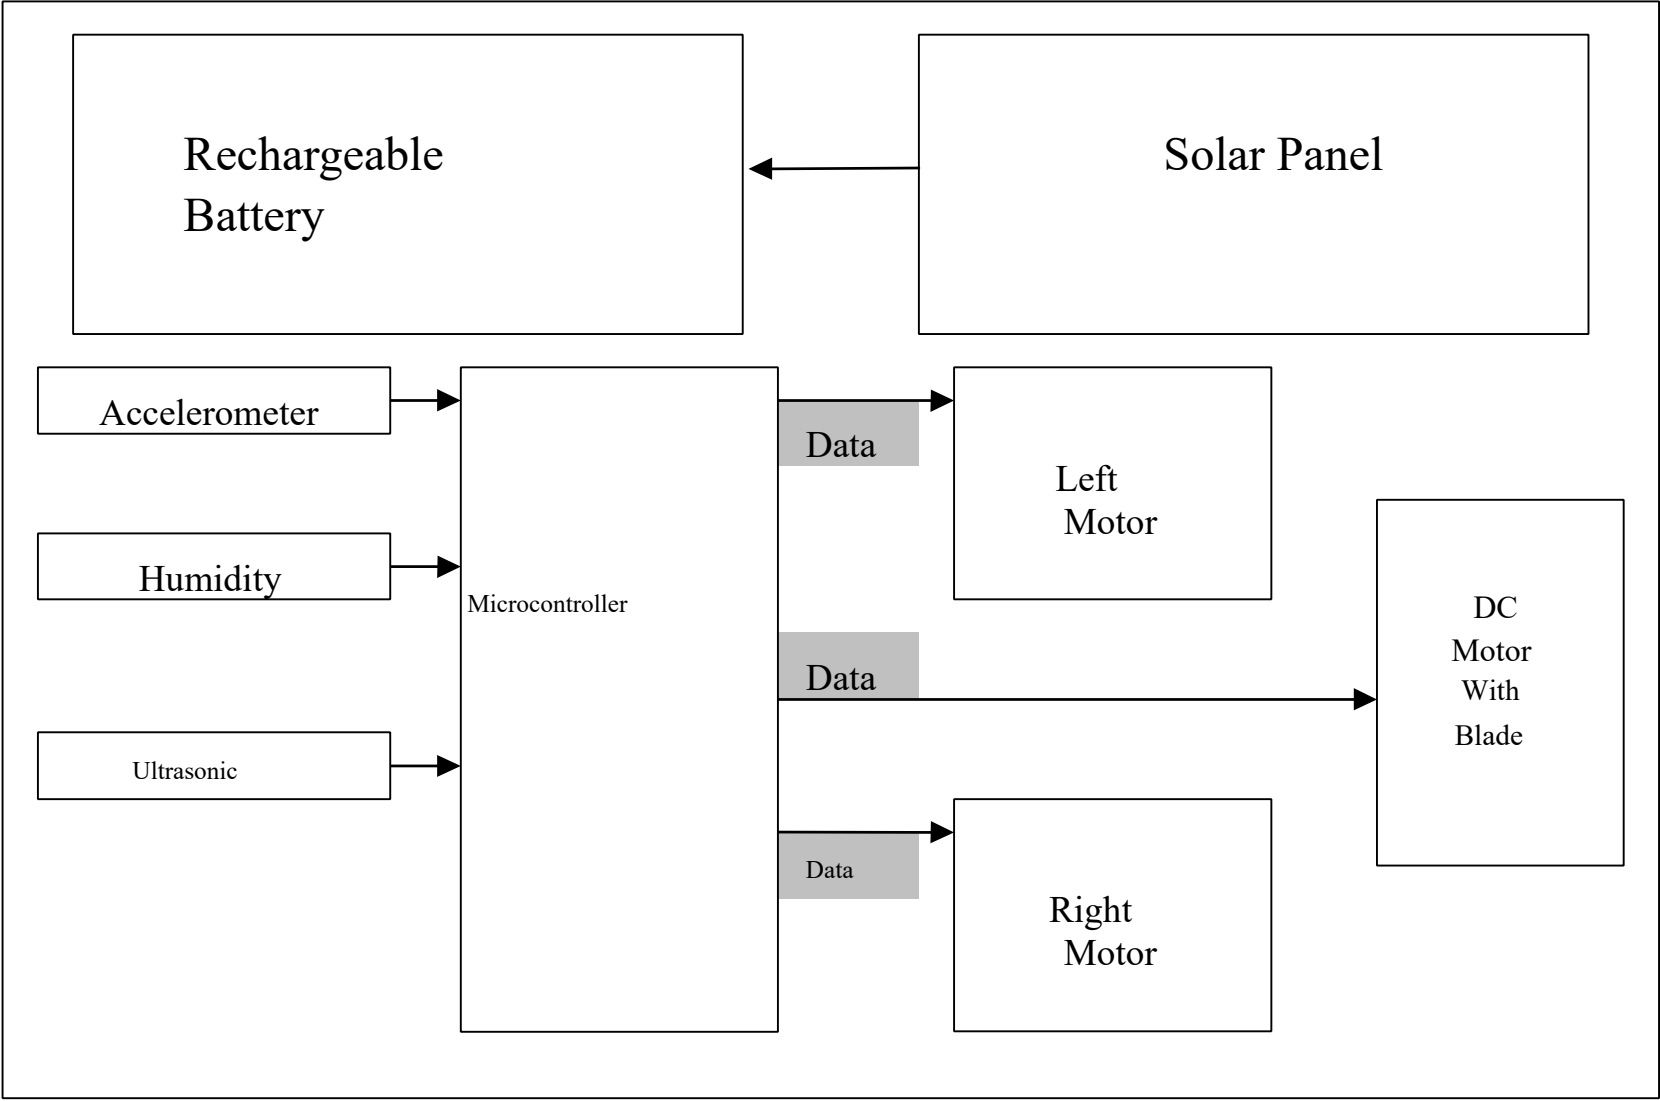 Rechargeable
Battery
Solar Panel
Accelerometer
Data
Left
Motor
Humidity
Microcontroller
DC
Motor
With
Blade
Data
Ultrasonic
Data
Right
Motor